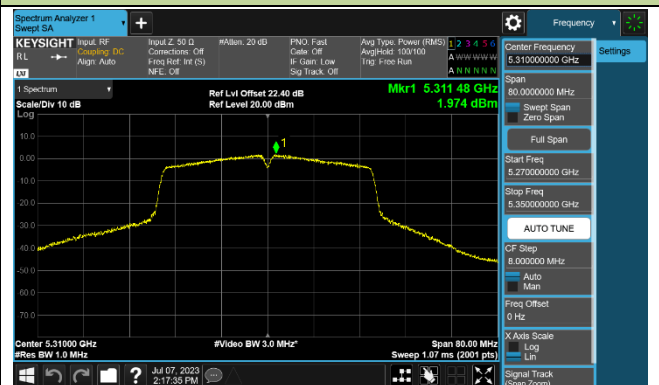 Spectrum Analyzer 1
Swept SA
+
Frequency
KEYSIGHT
RL
LXI
Input: RF
Coupling: DC
Align: Auto
Input Z: 50 Ω
Corrections: Off
Freq Ref: Int (S)
NFE: Off
#Atten: 20 dB
PNO: Fast
Gate: Off
IF Gain: Low
Sig Track: Off
Avg Type: Power (RMS)
Avg|Hold: 100/100
Trig: Free Run
1 2 3 4 5 6
A W W W W W
A N N N N N
1 Spectrum
Scale/Div 10 dB
Log
Ref Lvl Offset 22.40 dB
Ref Level 20.00 dBm
Mkr1 5.311 48 GHz
1.974 dBm
1
10.0
0.00
-10.0
-20.0
-30.0
-40.0
-50.0
-60.0
-70.0
Center 5.31000 GHz
#Res BW 1.0 MHz
#Video BW 3.0 MHz*
Span 80.00 MHz
Sweep 1.07 ms (2001 pts)
Jul 07, 2023
2:17:35 PM
?
Center Frequency
5.310000000 GHz
Settings
Span
80.0000000 MHz
Swept Span
Zero Span
Full Span
Start Freq
5.270000000 GHz
Stop Freq
5.350000000 GHz
AUTO TUNE
CF Step
8.000000 MHz
Auto
Man
Freq Offset
0 Hz
X Axis Scale
Log
Lin
Signal Track
(Span Zoom)